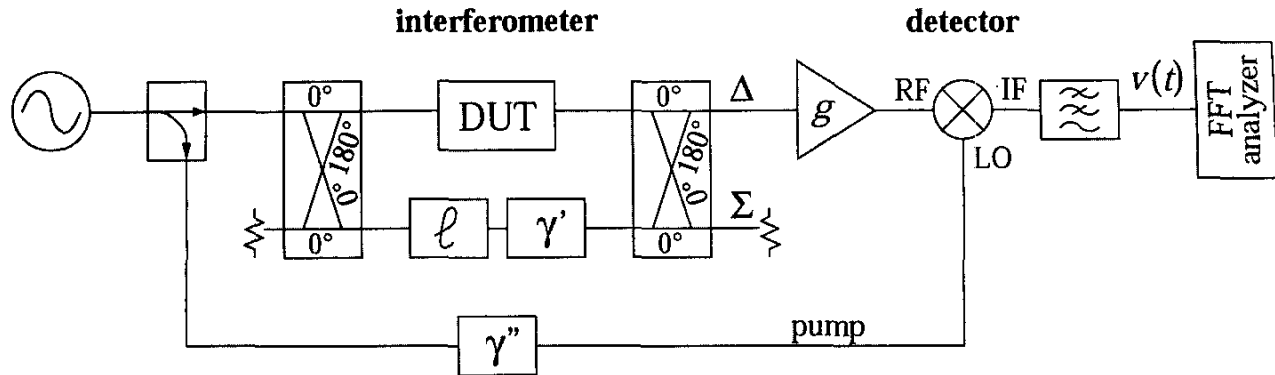 interferometer
detector
0°
DUT
0°
Δ
g
RF
·IF
v(t)
FFT
analyzer
180°
0°
180°
0°
LO
0°
ℓ
γ'
0°
Σ
γ"
pump